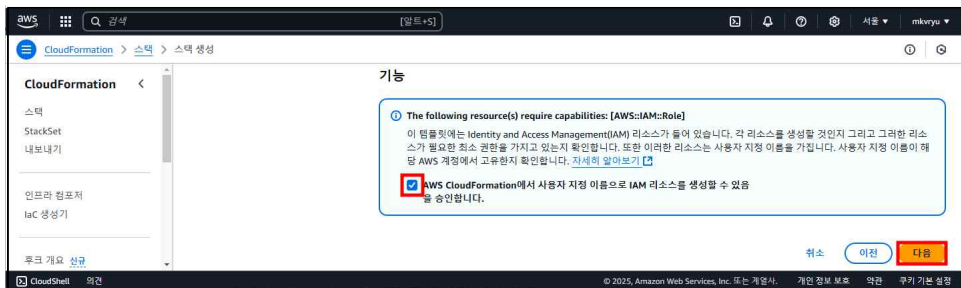 aws
검색
[알트+S]
서울 ▼
mkvryu ▼
CloudFormation > 스택 > 스택 생성
CloudFormation
스택
StackSet
내보내기
인프라 컴포저
IaC 생성기
후크 개요 신규
기능
The following resource(s) require capabilities: [AWS::IAM::Role]
이 템플릿에는 Identity and Access Management(IAM) 리소스가 들어 있습니다. 각 리소스를 생성할 것인지 그리고 그러한 리소
스가 필요한 최소 권한을 가지고 있는지 확인합니다. 또한 이러한 리소스는 사용자 지정 이름을 가집니다. 사용자 지정 이름이 해
당 AWS 계정에서 고유한지 확인합니다. 자세히 알아보기
AWS CloudFormation에서 사용자 지정 이름으로 IAM 리소스를 생성할 수 있음
을 승인합니다.
취소
이전
다음
CloudShell
의견
© 2025, Amazon Web Services, Inc. 또는 계열사.
개인 정보 보호
약관
쿠키 기본 설정